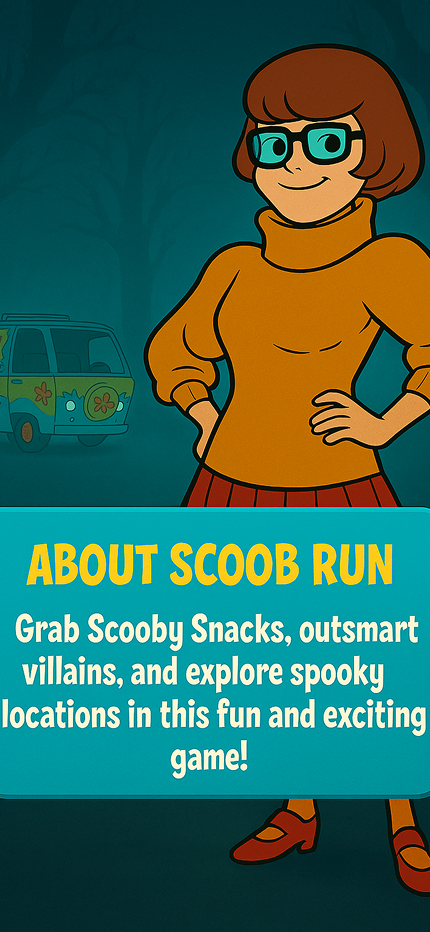 ABOUT SCOOB RUN
Grab Scooby Snacks, outsmart
villains, and explore spooky
locations in this fun and exciting
game!